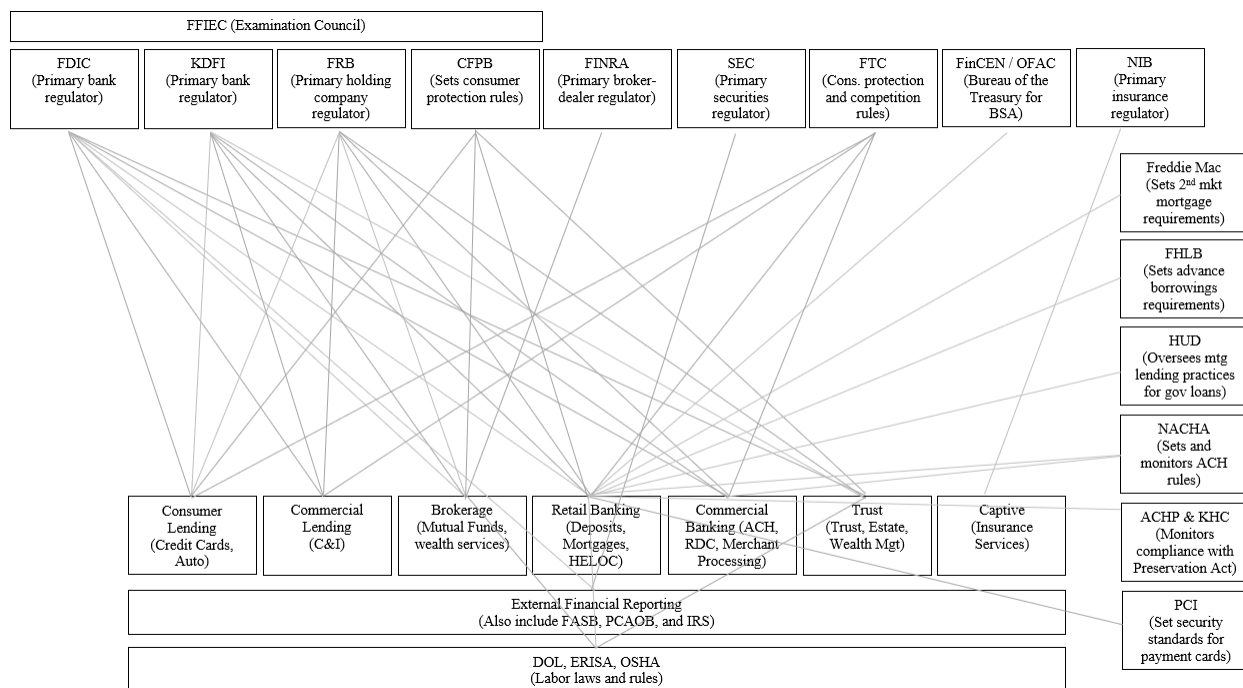 FFIEC (Examination Council)
FDIC
(Primary bank
regulator)
KDFI
(Primary bank
regulator)
FRB
(Primary holding
company
regulator)
CFPB
(Sets consumer
protection rules)
FINRA
(Primary broker-
dealer regulator)
SEC
(Primary
securities
regulator)
FTC
(Cons. protection
and competition
rules)
FinCEN / OFAC
(Bureau of the
Treasury for
BSA)
NIB
(Primary
insurance
regulator)
Freddie Mac
(Sets 2nd mkt
mortgage
requirements)
FHLB
(Sets advance
borrowings
requirements)
HUD
(Oversees mtg
lending practices
for gov loans)
NACHA
(Sets and
monitors ACH
rules)
ACHP & KHC
(Monitors
compliance with
Preservation Act)
PCI
(Set security
standards for
payment cards)
Consumer
Lending
(Credit Cards,
Auto)
Commercial
Lending
(C&I)
Brokerage
(Mutual Funds,
wealth services)
Retail Banking
(Deposits,
Mortgages,
HELOC)
Commercial
Banking (ACH,
RDC, Merchant
Processing)
Trust
(Trust, Estate,
Wealth Mgt)
Captive
(Insurance
Services)
External Financial Reporting
(Also include FASB, PCAOB, and IRS)
DOL, ERISA, OSHA
(Labor laws and rules)